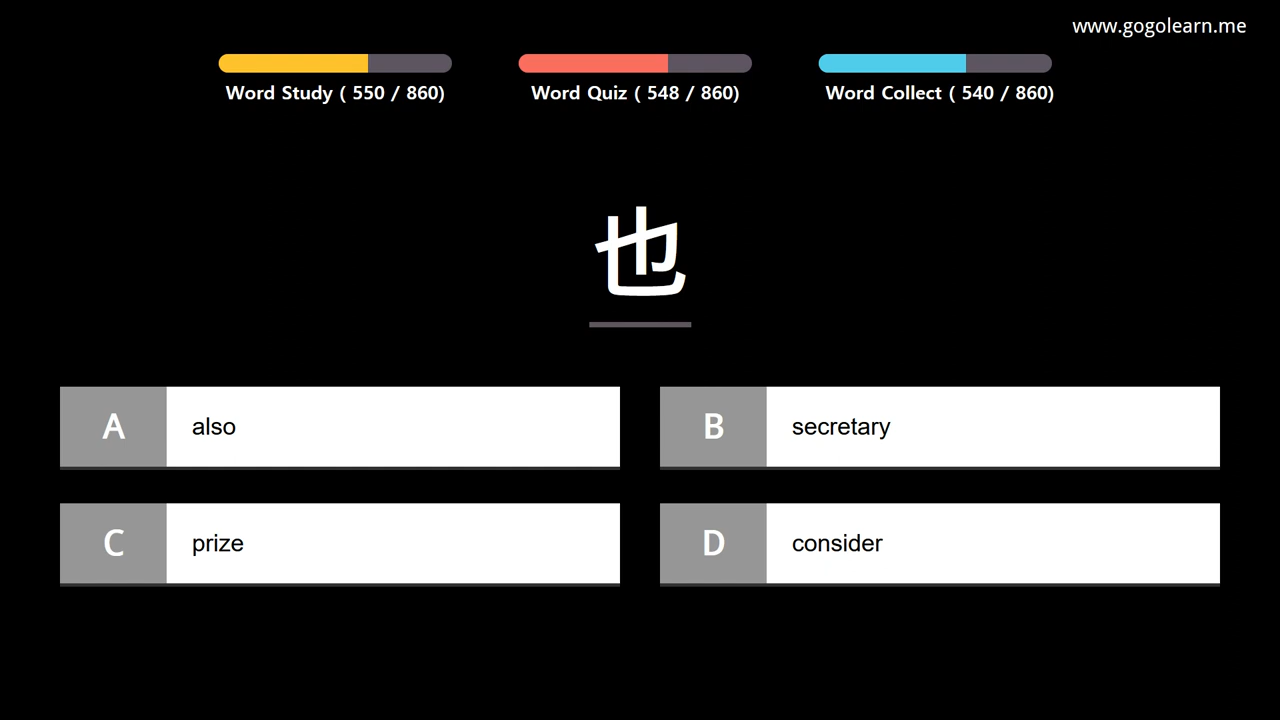 www.gogolearn.me
Word Study ( 550 / 860)
Word Quiz ( 548 / 860)
Word Collect ( 540 / 860)
也
A also
B secretary
C prize
D consider